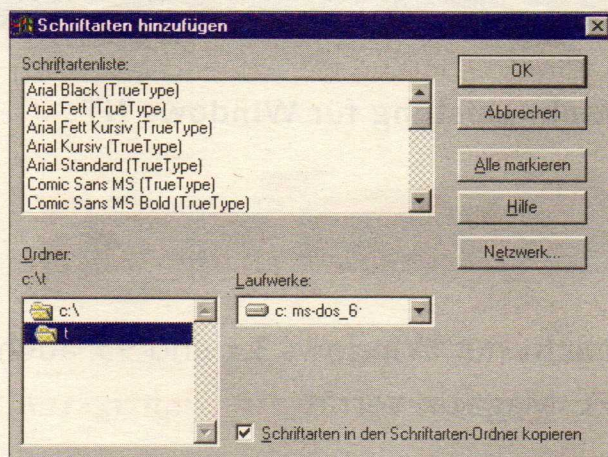 Schriftarten hinzufügen
Schriftartenliste:
Arial Black (TrueType)
Arial Fett (TrueType)
Arial Fett Kursiv (TrueType)
Arial Kursiv (TrueType)
Arial Standard (TrueType)
Comic Sans MS (TrueType)
Comic Sans MS Bold (TrueType)
OK
Abbrechen
Alle markieren
Hilfe
Netzwerk...
Ordner:
c:\t
c:\
t
Laufwerke:
c: ms-dos_6
Schriftarten in den Schriftarten-Ordner kopieren